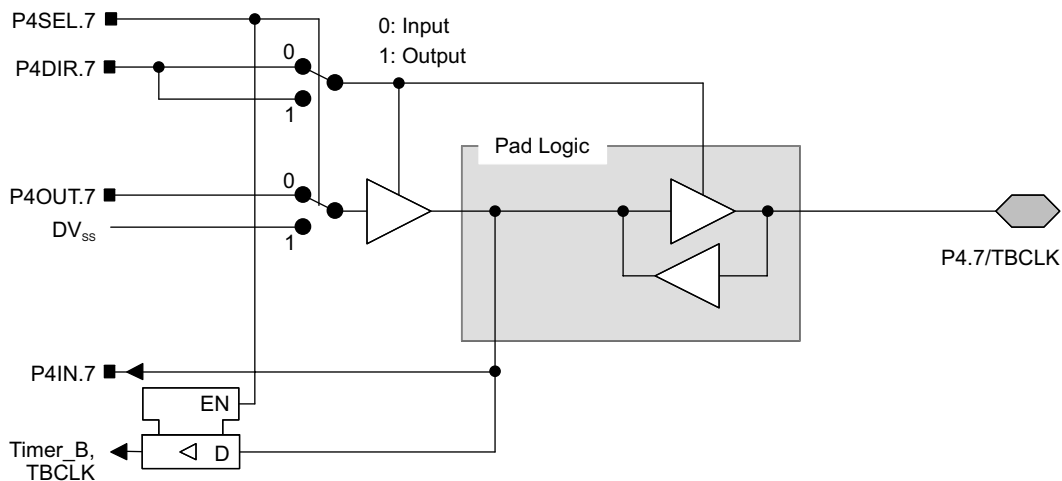 P4SEL.7
0: Input
1: Output
0
P4DIR.7
1
Pad Logic
0
P4OUT.7
DVSS
1
P4.7/TBCLK
P4IN.7
EN
D
Timer_B,
TBCLK